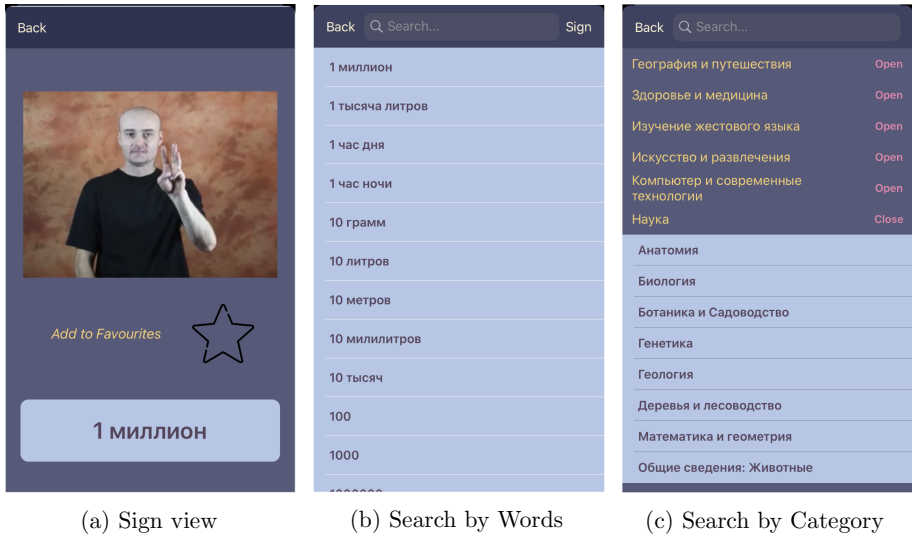 Back
Add to Favourites
1 миллион
(a) Sign view
Back
Search...
Sign
1 миллион
1 тысяча литров
1 час дня
1 час ночи
10 грамм
10 литров
10 метров
10 милилитров
10 тысяч
100
1000
(b) Search by Words
Back
Search...
География и путешествия Open
Здоровье и медицина Open
Изучение жестового языка Open
Искусство и развлечения Open
Компьютер и современные
технологии Open
Наука Close
Анатомия
Биология
Ботаника и Садоводство
Генетика
Геология
Деревья и лесоводство
Математика и геометрия
Общие сведения: Животные
(c) Search by Category